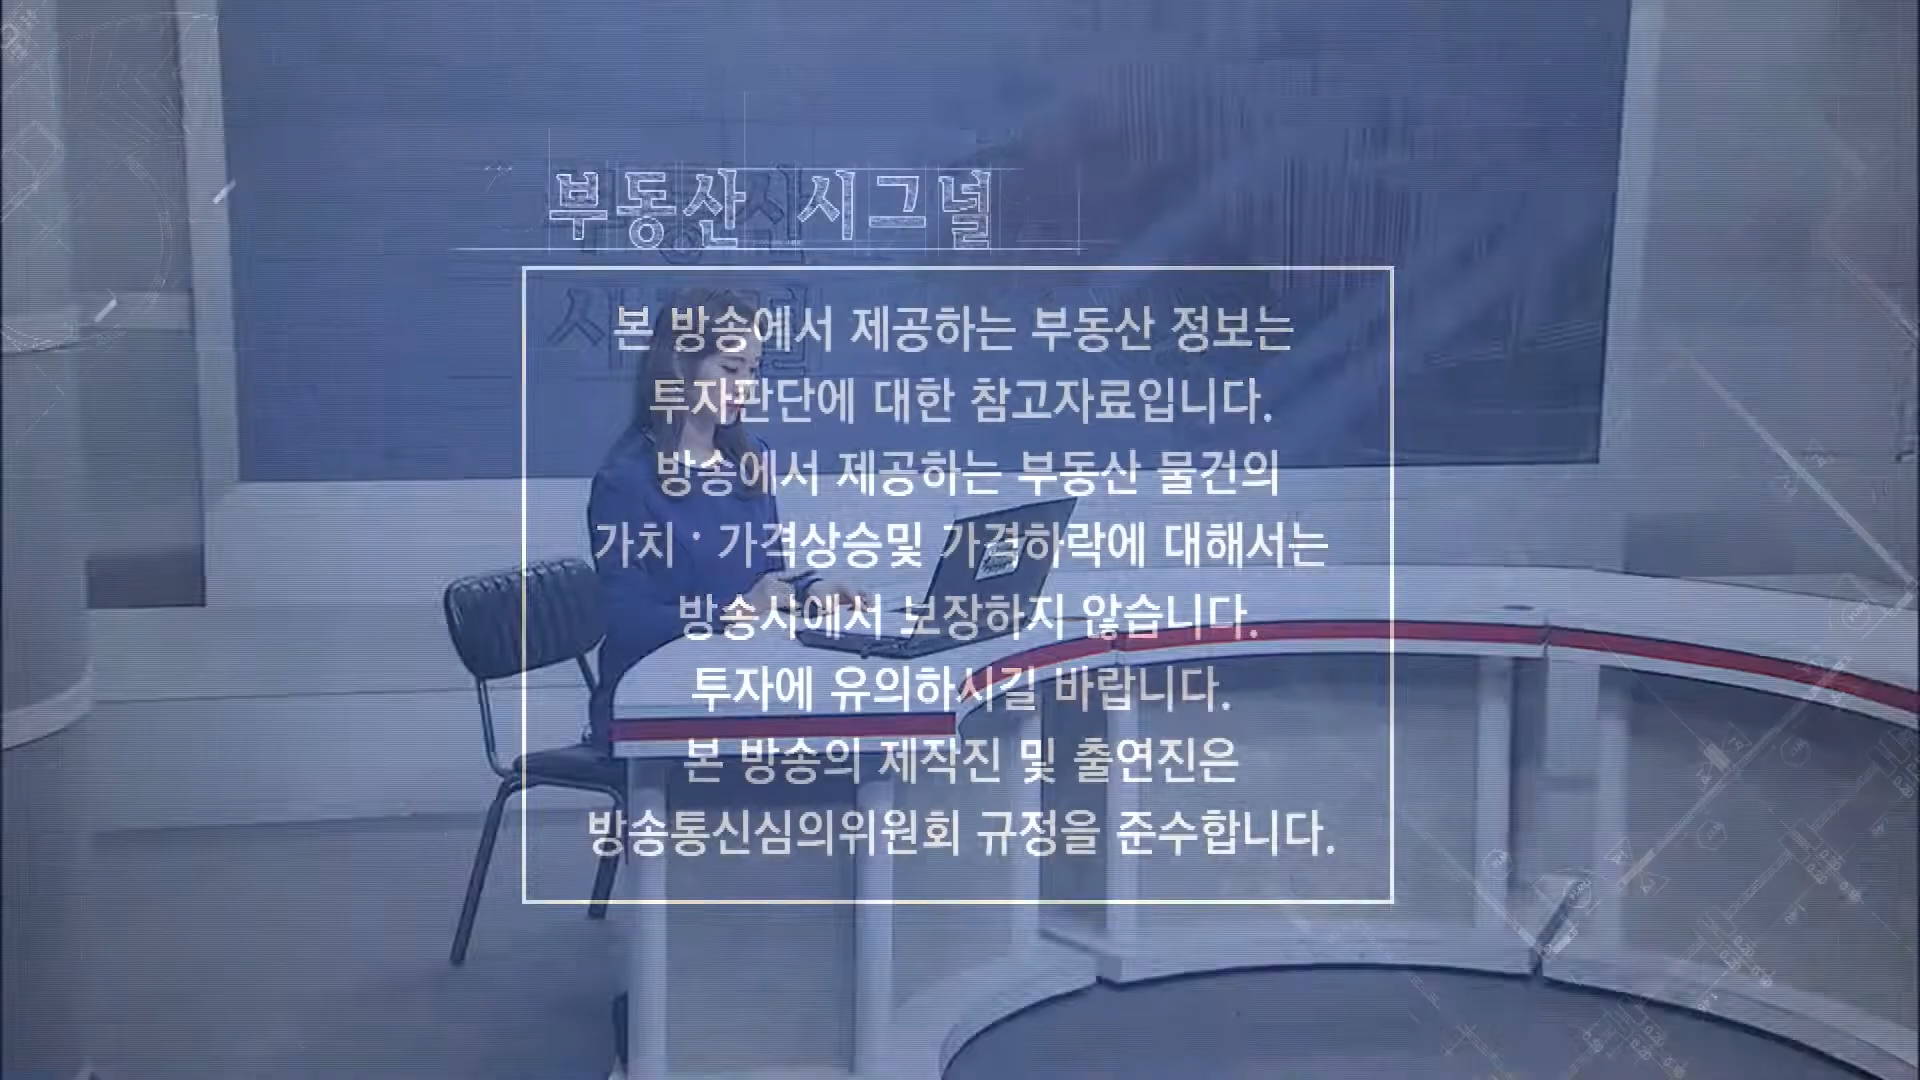 부동산 시그널
본 방송에서 제공하는 부동산 정보는
투자판단에 대한 참고자료입니다.
방송에서 제공하는 부동산 물건의
가치 · 가격상승및 가격하락에 대해서는
방송사에서 보장하지 않습니다.
투자에 유의하시길 바랍니다.
본 방송의 제작진 및 출연진은
방송통신심의위원회 규정을 준수합니다.